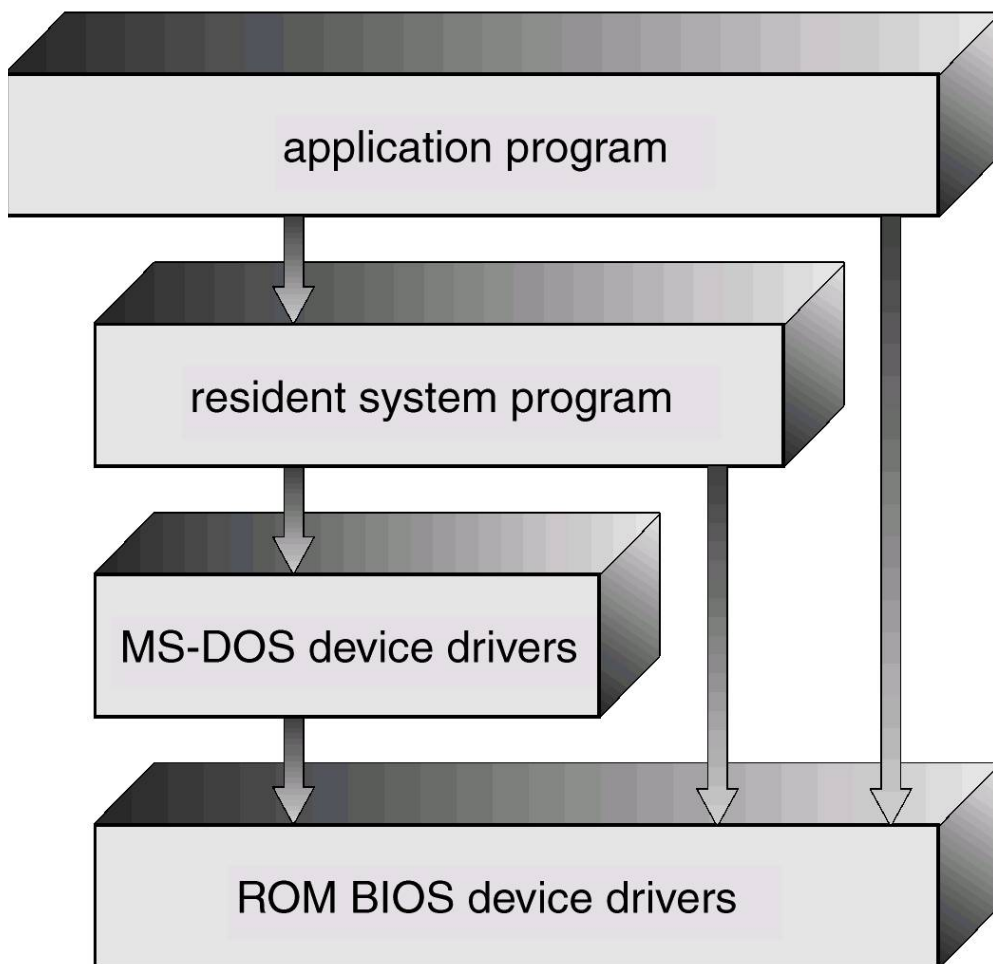 application program
resident system program
MS-DOS device drivers
ROM BIOS device drivers